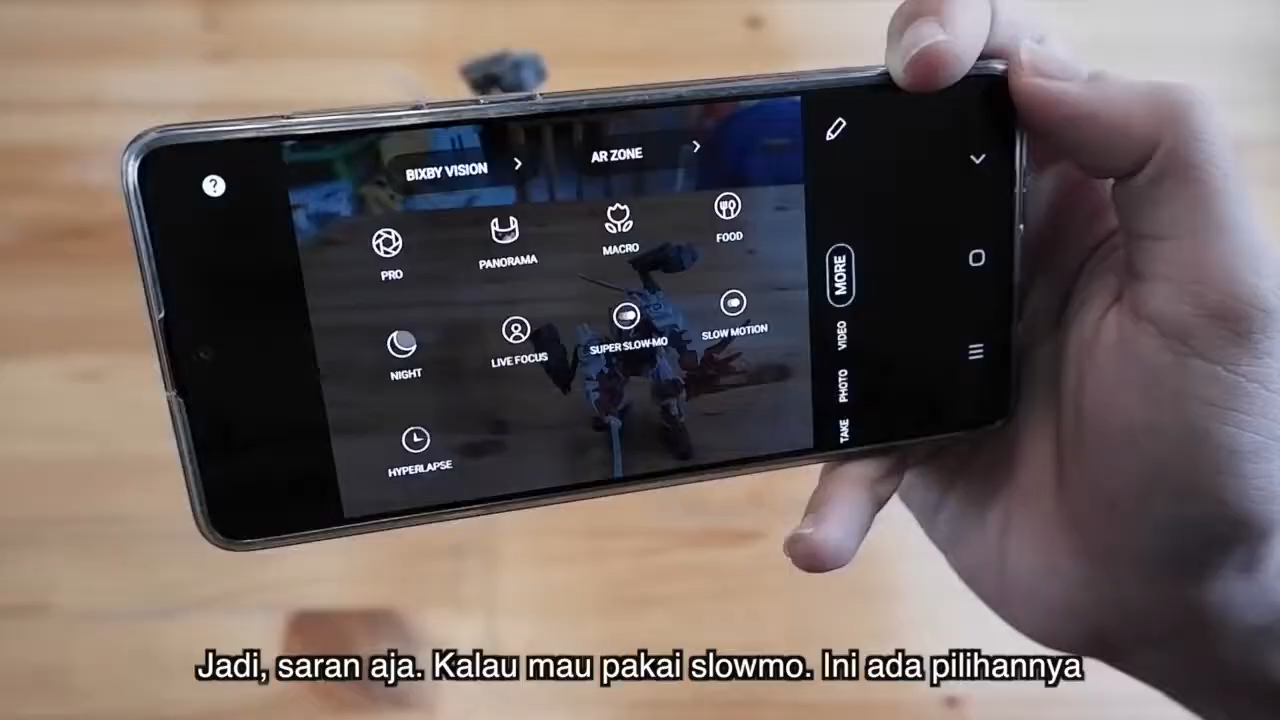 ?
BIXBY VISION >
AR ZONE >
PRO
PANORAMA
MACRO
FOOD
NIGHT
LIVE FOCUS
SUPER SLOW-MO
SLOW MOTION
HYPERLAPSE
MORE
VIDEO
PHOTO
TAKE
Jadi, saran aja. Kalau mau pakai slowmo. Ini ada pilihannya